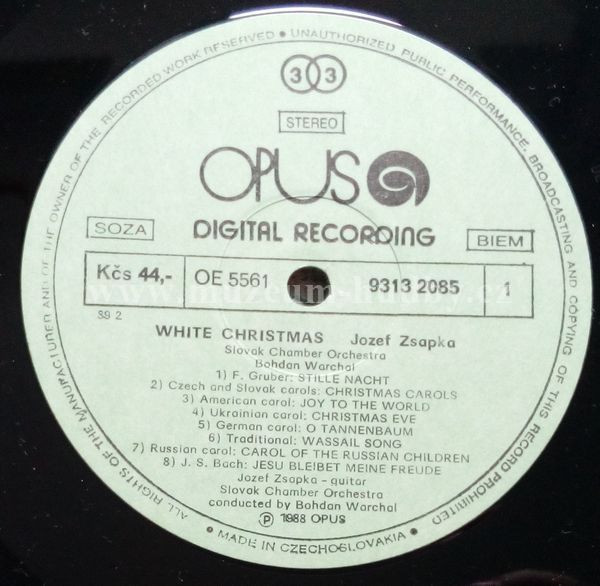 ALL RIGHTS OF THE MANUFACTURER AND OF THE OWNER OF THE RECORDED WORK RESERVED • UNAUTHORIZED PUBLIC PERFORMANCE, BROADCASTING AND COPYING OF THIS RECORD PROHIBITED
• MADE IN CZECHOSLOVAKIA •
33
STEREO
OPUS
SOZA
DIGITAL RECORDING
BIEM
Kčs 44,- OE 5561 9313 2085 1
www.muzeum-hudby.cz
39 2
WHITE CHRISTMAS Jozef Zsapka
Slovak Chamber Orchestra
Bohdan Warchal
1) F. Gruber: STILLE NACHT
2) Czech and Slovak carols: CHRISTMAS CAROLS
3) American carol: JOY TO THE WORLD
4) Ukrainian carol: CHRISTMAS EVE
5) German carol: O TANNENBAUM
6) Traditional: WASSAIL SONG
7) Russian carol: CAROL OF THE RUSSIAN CHILDREN
8) J. S. Bach: JESU BLEIBET MEINE FREUDE
Jozef Zsapka - guitar
Slovak Chamber Orchestra
conducted by Bohdan Warchal
Ⓟ 1988 OPUS